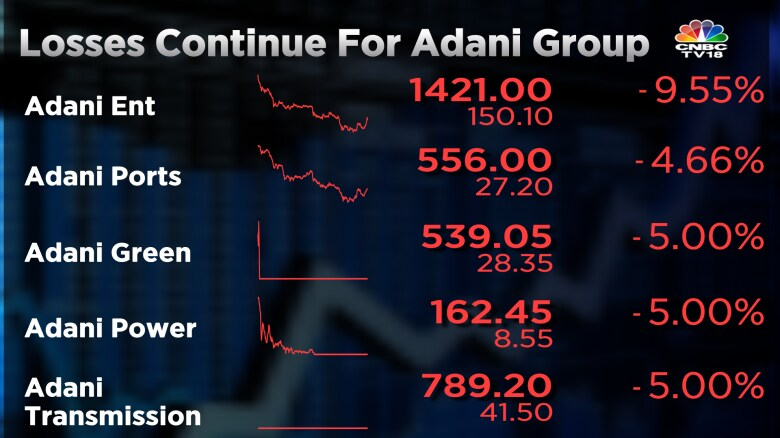 Losses Continue For Adani Group
CNBC
TV18
Adani Ent 1421.00 - 9.55%
150.10
Adani Ports 556.00 - 4.66%
27.20
Adani Green 539.05 - 5.00%
28.35
Adani Power 162.45 - 5.00%
8.55
Adani
Transmission 789.20 - 5.00%
41.50